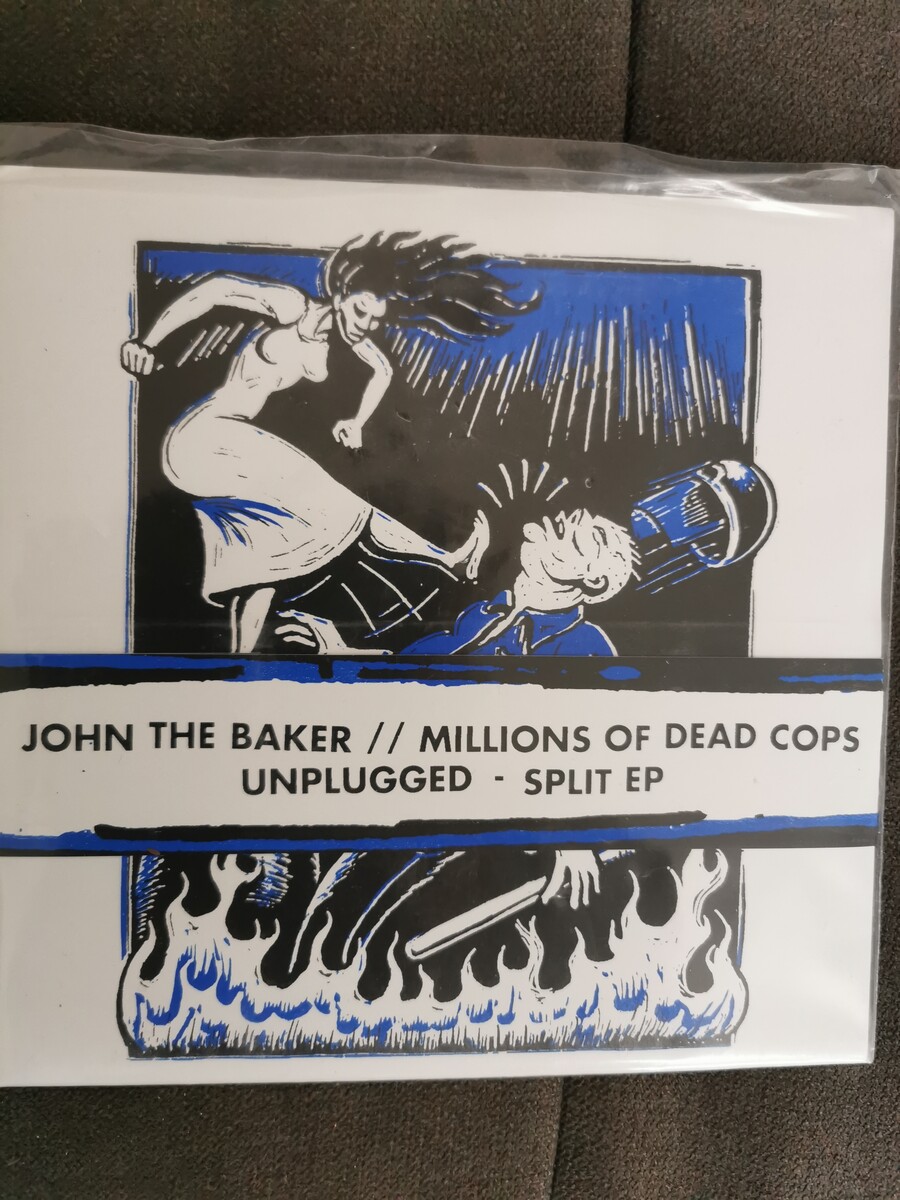 JOHN THE BAKER // MILLIONS OF DEAD COPS
UNPLUGGED - SPLIT EP